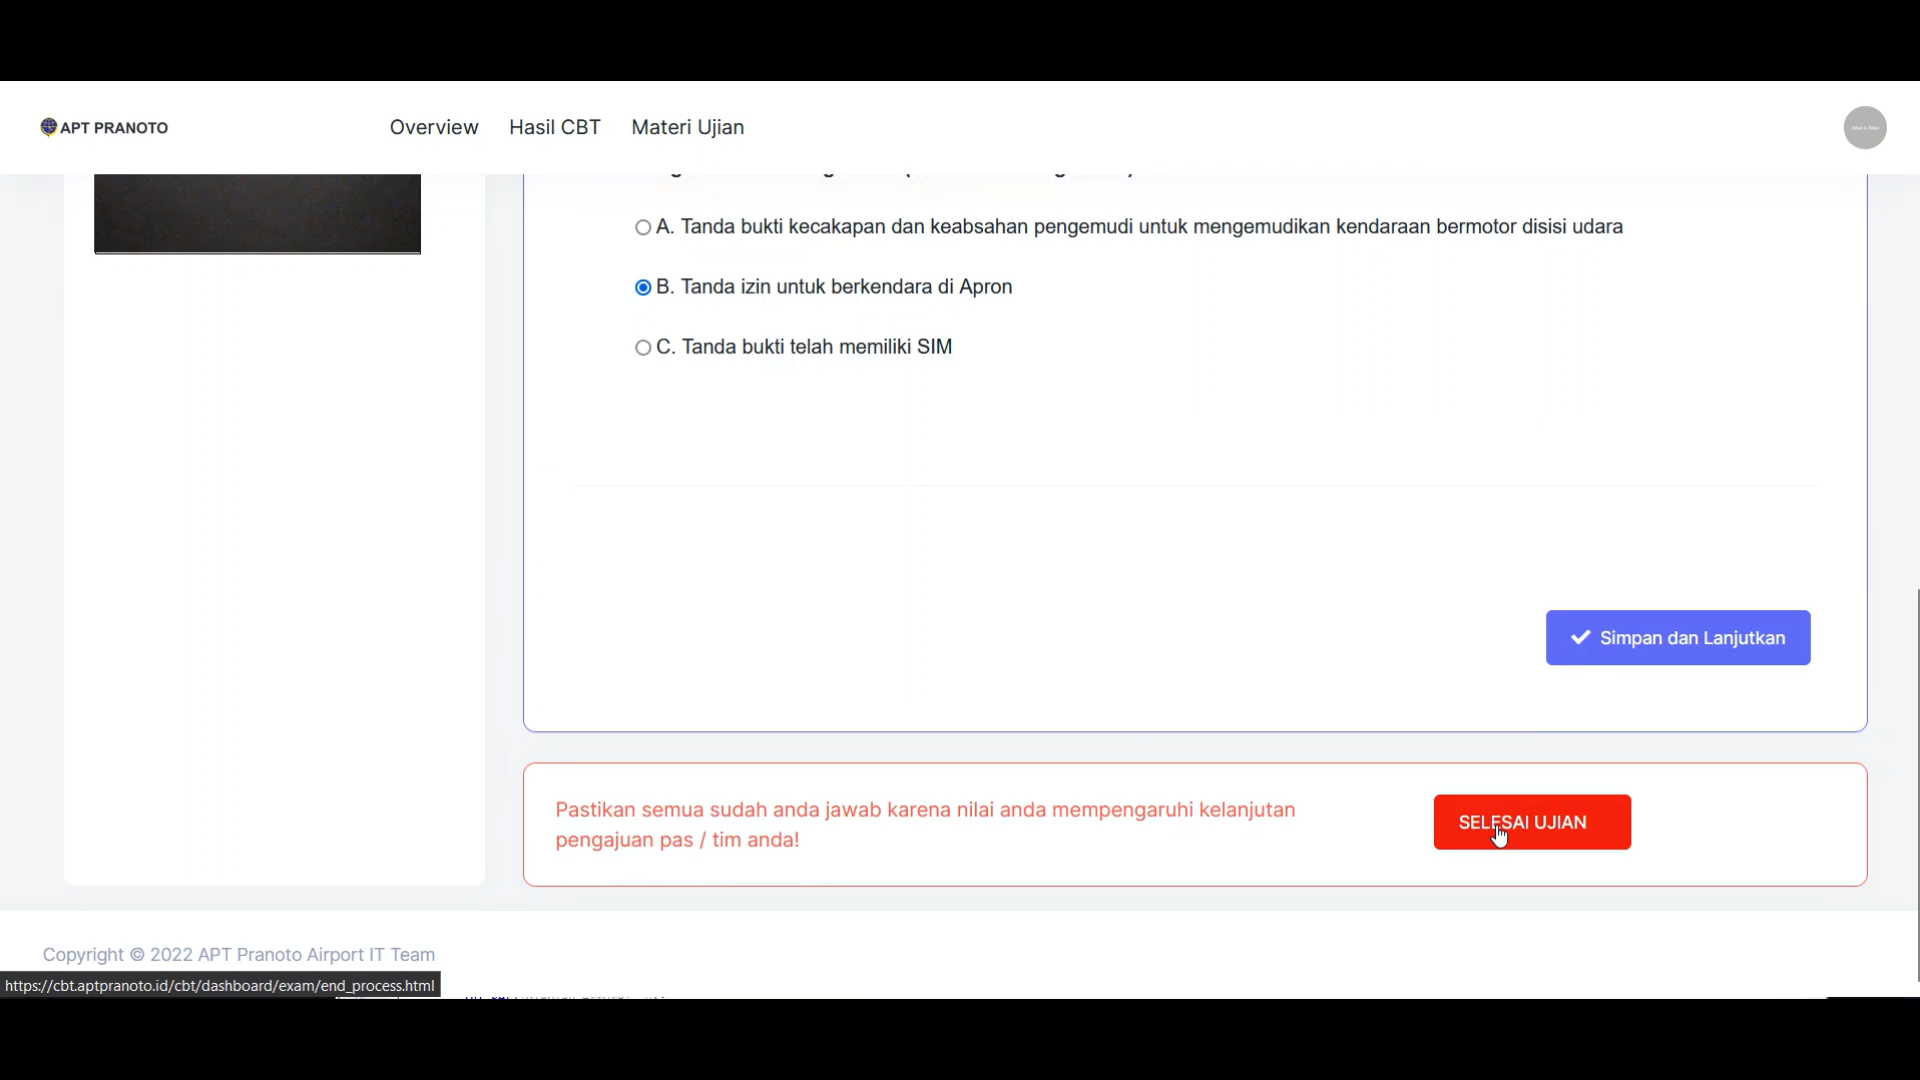 APT PRANOTO
Overview
Hasil CBT
Materi Ujian
A. Tanda bukti kecakapan dan keabsahan pengemudi untuk mengemudikan kendaraan bermotor disisi udara
B. Tanda izin untuk berkendara di Apron
C. Tanda bukti telah memiliki SIM
Simpan dan Lanjutkan
Pastikan semua sudah anda jawab karena nilai anda mempengaruhi kelanjutan
pengajuan pas / tim anda!
SELESAI UJIAN
Copyright © 2022 APT Pranoto Airport IT Team
https://cbt.aptpranoto.id/cbt/dashboard/exam/end_process.html